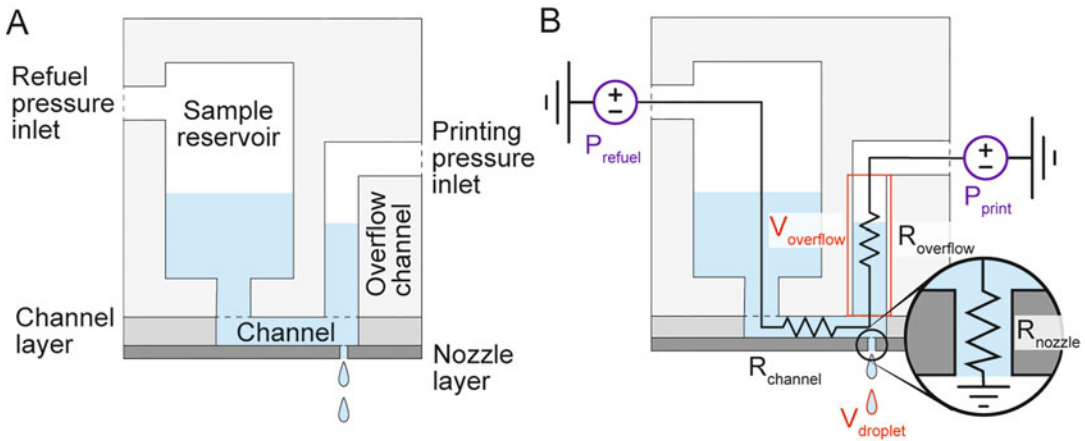 A
Refuel
pressure
inlet
Sample
reservoir
Printing
pressure
inlet
Overflow
channel
Channel
layer
Channel
Nozzle
layer
B
+
−
P refuel
+
−
P print
V overflow
R overflow
R nozzle
R channel
V droplet